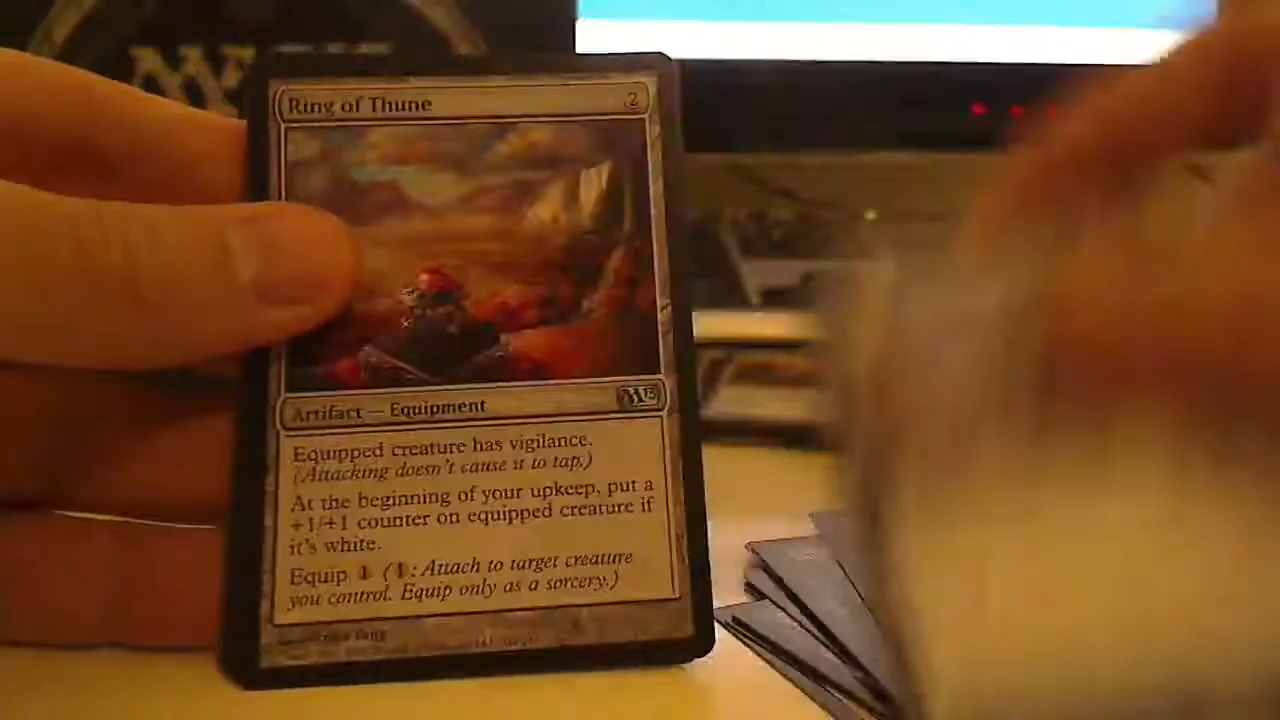 Ring of Thune 2
Artifact — Equipment
M13
Equipped creature has vigilance.
(Attacking doesn't cause it to tap.)
At the beginning of your upkeep, put a
+1/+1 counter on equipped creature if
it's white.
Equip 1 (1: Attach to target creature
you control. Equip only as a sorcery.)